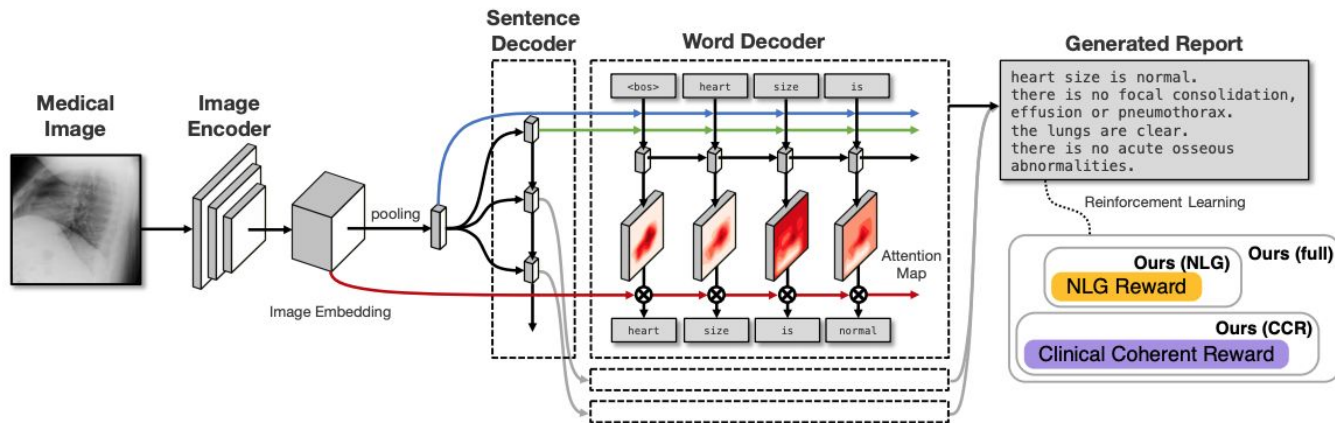 Sentence
Decoder
Word Decoder
Generated Report
Medical
Image
Image
Encoder
<bos>
heart
size
is
heart size is normal.
there is no focal consolidation,
effusion or pneumothorax.
the lungs are clear.
there is no acute osseous
abnormalities.
pooling
Attention
Map
Image Embedding
heart
size
is
normal
Reinforcement Learning
Ours (full)
Ours (NLG)
NLG Reward
Ours (CCR)
Clinical Coherent Reward